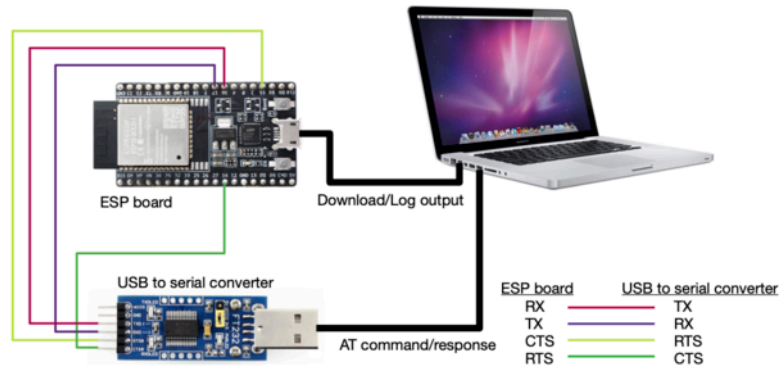 ESP board
Download/Log output
USB to serial converter
AT command/response
ESP board USB to serial converter
RX TX
TX RX
CTS RTS
RTS CTS